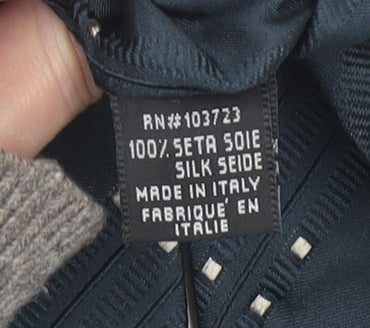 RN#103723
100% SETA SOIE
SILK SEIDE
MADE IN ITALY
FABRIQUE' EN
ITALIE